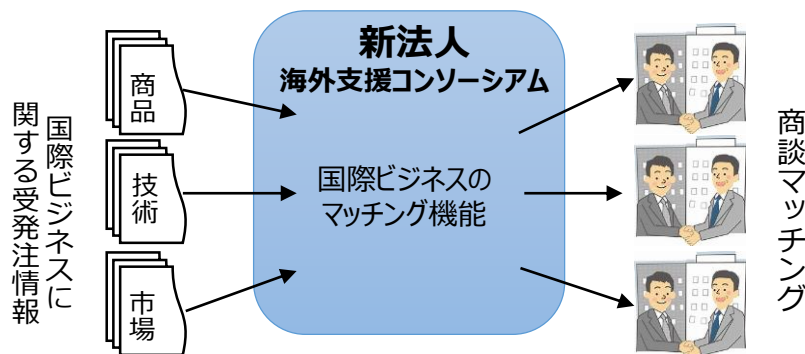 国際ビジネスに
関する受発注情報
商品
技術
市場
新法人
海外支援コンソーシアム
国際ビジネスの
マッチング機能
商談マッチング